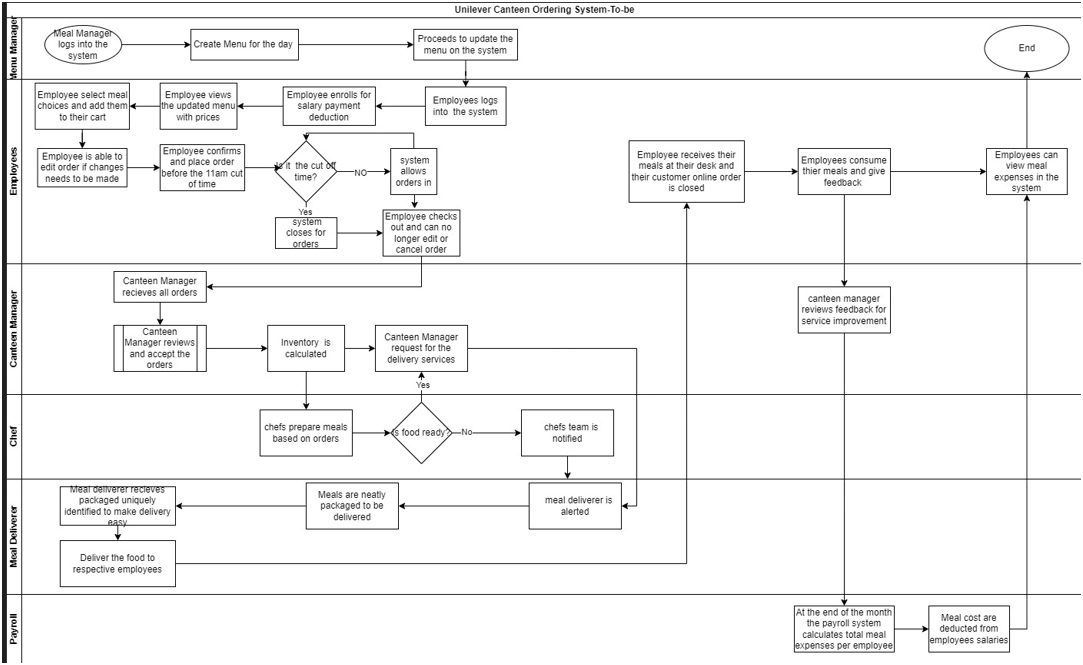 Unilever Canteen Ordering System-To-be
Menu Manager
Meal Manager
logs into the
system
Create Menu for the day
Proceeds to update the
menu on the system
End
Employees
Employee select meal
choices and add them
to their cart
Employee views
the updated menu
with prices
Employee enrolls for
salary payment
deduction
Employees logs
into the system
Employee is able to
edit order if changes
needs to be made
Employee confirms
and place order
before the 11am cut
of time
Is it the cut off
time?
NO
system
allows
orders in
Yes
system
closes for
orders
Employee checks
out and can no
longer edit or
cancel order
Employee receives their
meals at their desk and
their customer online order
is closed
Employees consume
thier meals and give
feedback
Employees can
view meal
expenses in the
system
Canteen Manager
Canteen Manager
recieves all orders
Canteen
Manager reviews
and accept the
orders
Inventory is
calculated
Canteen Manager
request for the
delivery services
canteen manager
reviews feedback for
service improvement
Yes
Chef
chefs prepare meals
based on orders
Is food ready?
No
chefs team is
notified
Meal Deliverer
Meal deliverer recieves
packaged uniquely
identified to make delivery
easy
Meals are neatly
packaged to be
delivered
meal deliverer is
alerted
Deliver the food to
respective employees
Payroll
At the end of the month
the payroll system
calculates total meal
expenses per employee
Meal cost are
deducted from
employees salaries